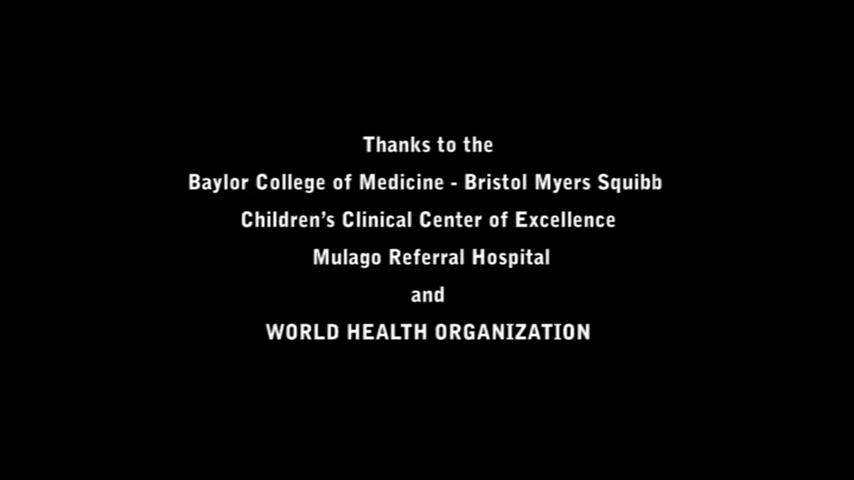 Thanks to the
Baylor College of Medicine - Bristol Myers Squibb
Children's Clinical Center of Excellence
Mulago Referral Hospital
and
WORLD HEALTH ORGANIZATION